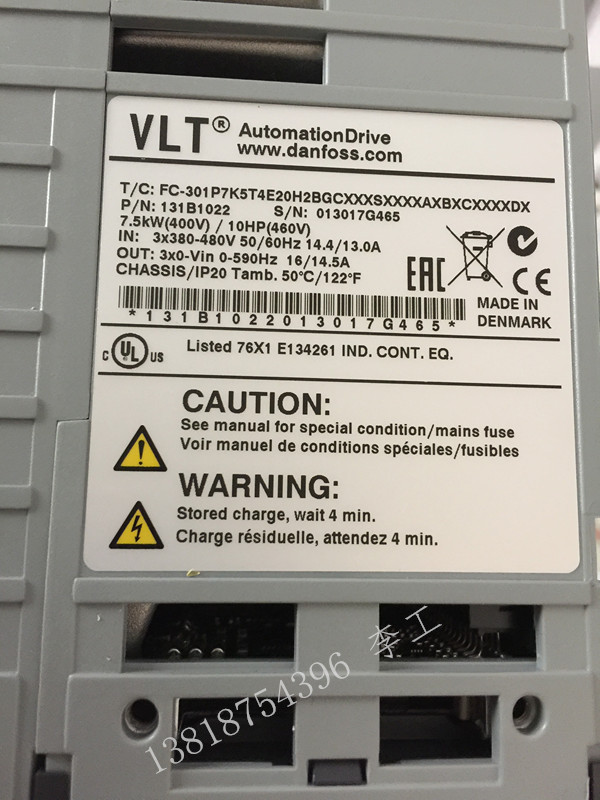 VLT® AutomationDrive
www.danfoss.com
T/C: FC-301P7K5T4E20H2BGCXXXSXXXXAXBXCXXXXDX
P/N: 131B1022 S/N: 013017G465
7.5kW(400V) / 10HP(460V)
IN: 3x380-480V 50/60Hz 14.4/13.0A
OUT: 3x0-Vin 0-590Hz 16/14.5A
CHASSIS/IP20 Tamb. 50°C/122°F
EAC CE
MADE IN
DENMARK
*131B1022013017G465*
c UL US Listed 76X1 E134261 IND. CONT. EQ.
CAUTION:
See manual for special condition/mains fuse
Voir manuel de conditions spéciales/fusibles
WARNING:
Stored charge, wait 4 min.
Charge résiduelle, attendez 4 min.
13818754396 李工